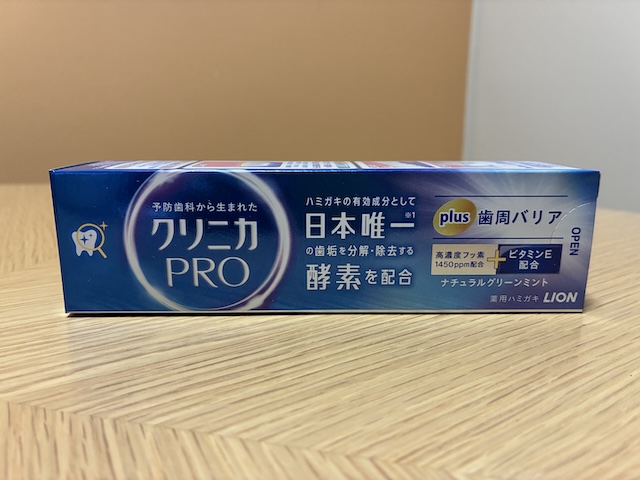 予防歯科から生まれた
クリニカ
PRO
ハミガキの有効成分として
日本唯一※1
の歯垢を分解・除去する
酵素を配合
plus 歯周バリア
高濃度フッ素
1450ppm配合
+
ビタミンE
配合
ナチュラルグリーンミント
薬用ハミガキ LION
OPEN